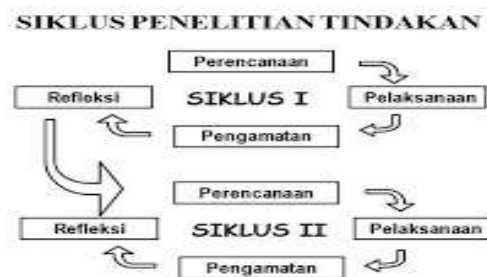 SIKLUS PENELITIAN TINDAKAN
Perencanaan
Refleksi SIKLUS I Pelaksanaan
Pengamatan
Perencanaan
Refleksi SIKLUS II Pelaksanaan
Pengamatan